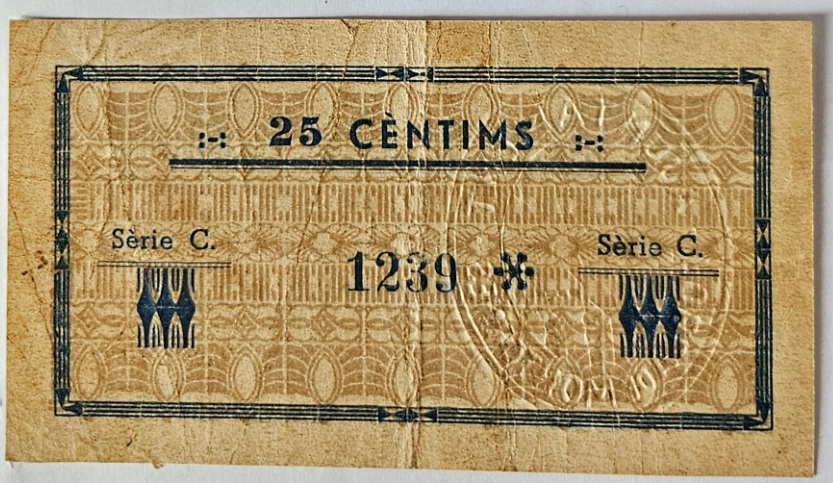 :-: 25 CÈNTIMS :-:
Sèrie C. Sèrie C.
1239 *